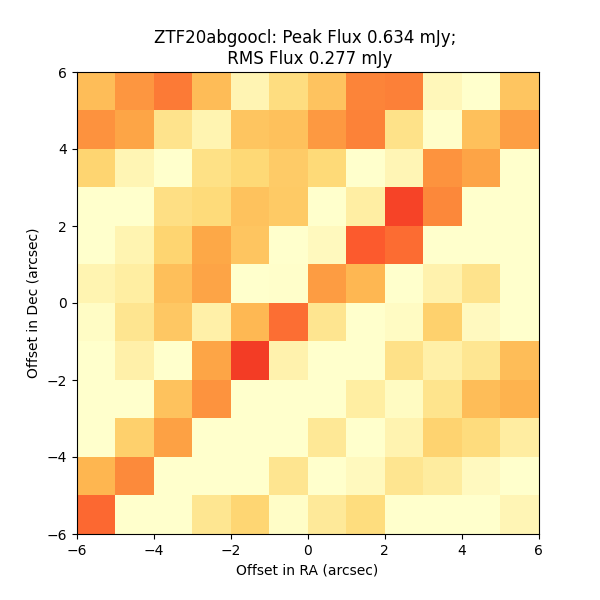 ZTF20abgoocl: Peak Flux 0.634 mJy;
RMS Flux 0.277 mJy
6
4
2
0
−2
−4
−6
Offset in Dec (arcsec)
−6 −4 −2 0 2 4 6
Offset in RA (arcsec)